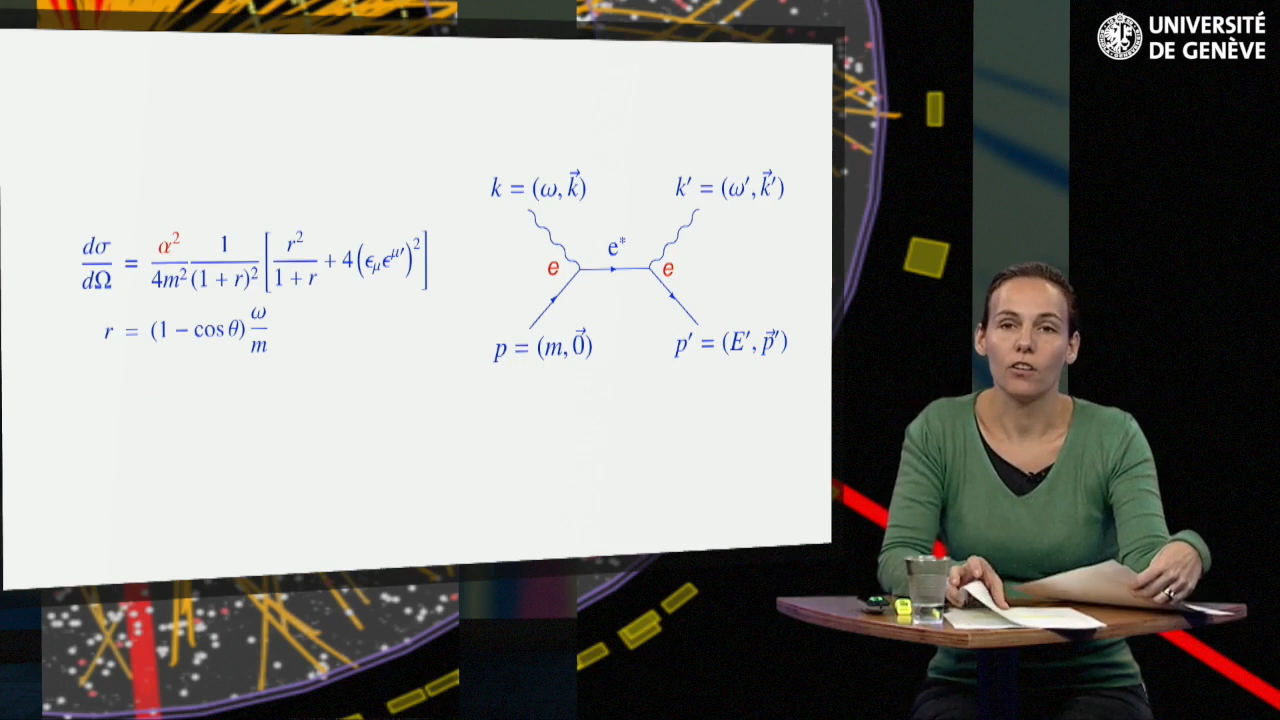 UNIVERSITÉ
DE GENÈVE
k = (ω, k⃗)
k′ = (ω′, k⃗′)
dσ/dΩ = α²/4m² 1/(1 + r)² [r²/(1 + r) + 4(ϵ_μ ϵ^μ′)²]
e*
e
e
r = (1 − cos θ) ω/m
p = (m, 0⃗)
p′ = (E′, p⃗′)